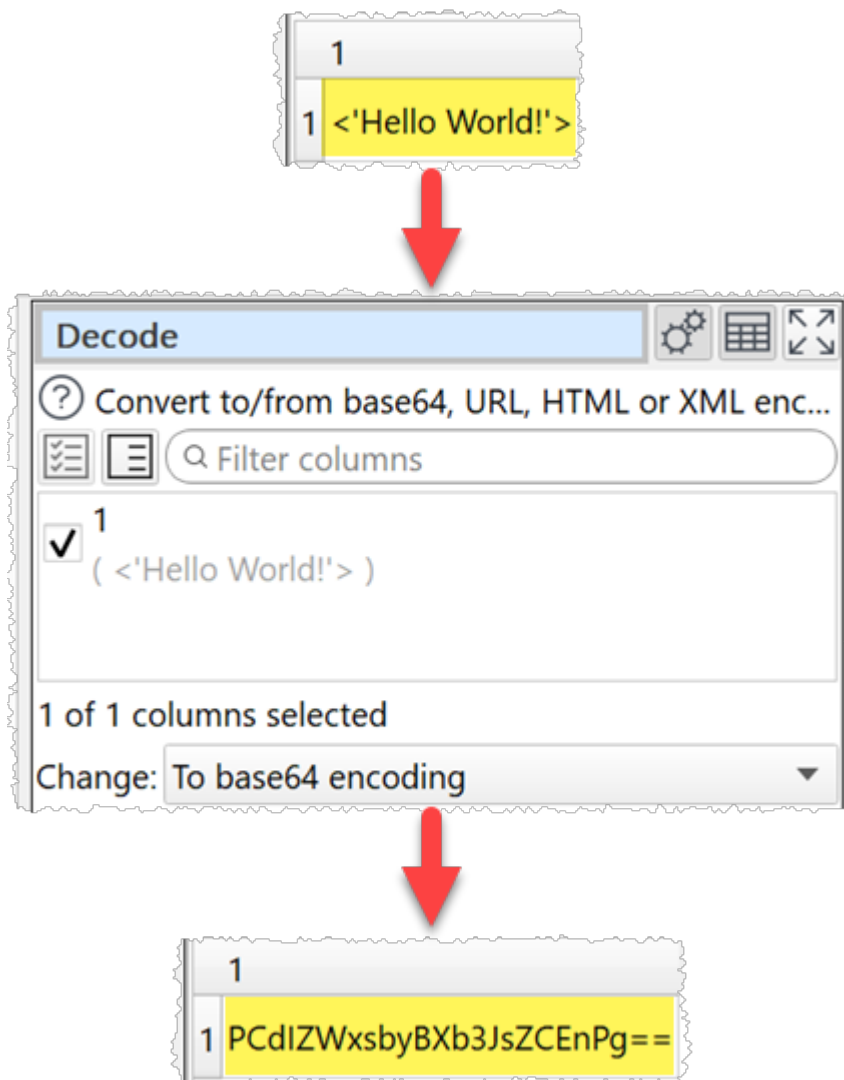 1
1 <'Hello World!'>
Decode
? Convert to/from base64, URL, HTML or XML enc...
Filter columns
1
( <'Hello World!'> )
1 of 1 columns selected
Change: To base64 encoding
1
1 PCdIZWxsbyBXb3JsZCEnPg==